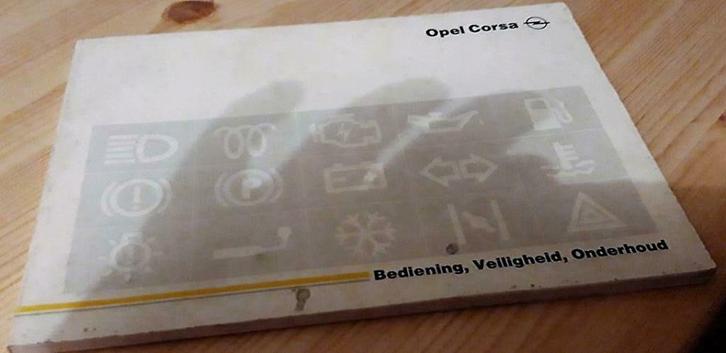 Opel Corsa
P
Bediening, Veiligheid, Onderhoud